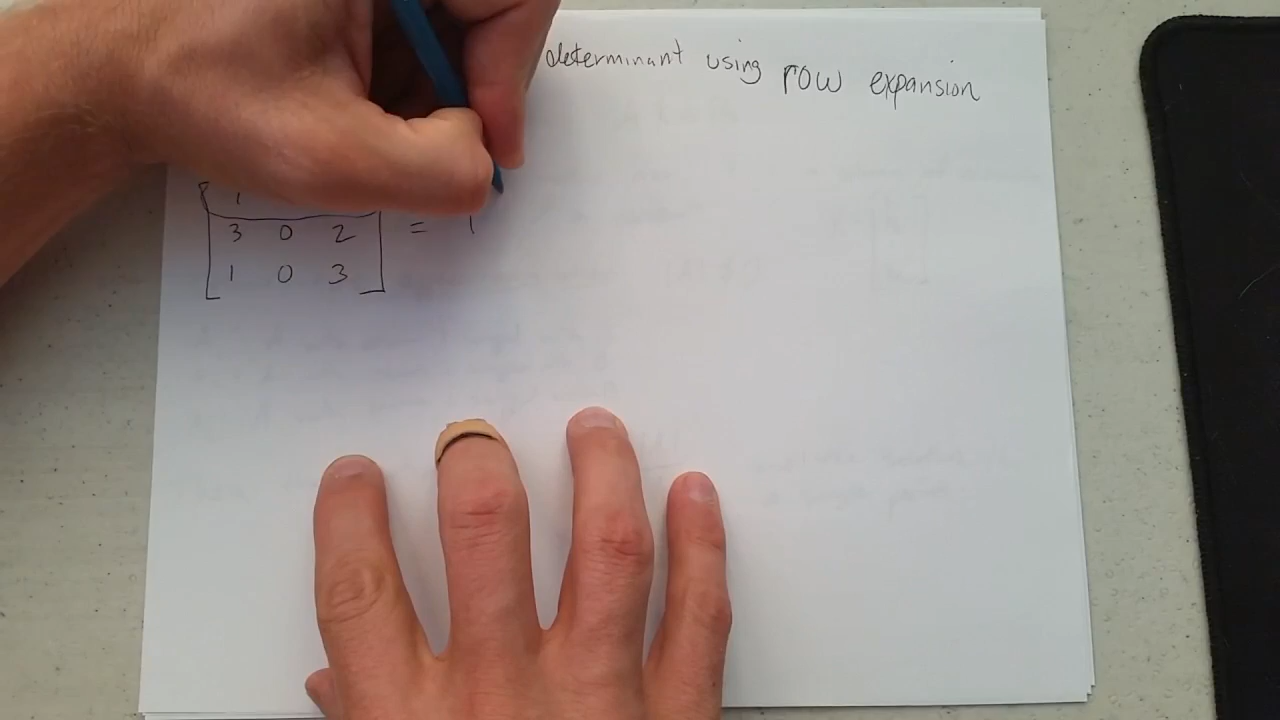 determinant using row expansion
1
3 0 2 = 1
1 0 3